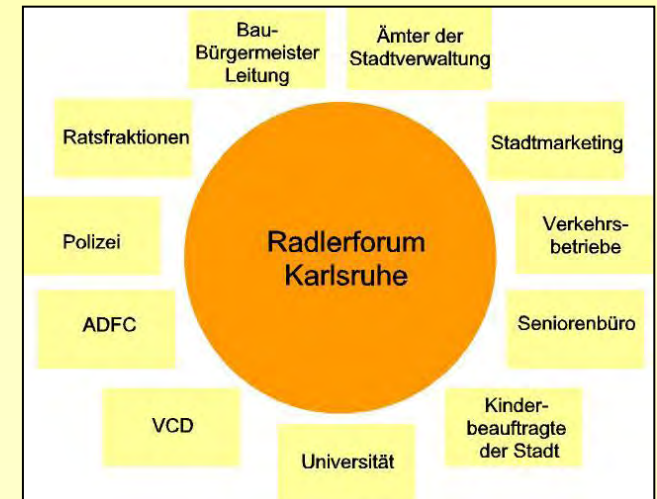 Bau-
Bürgermeister
Leitung
Ämter der
Stadtverwaltung
Ratsfraktionen
Stadtmarketing
Polizei
Radlerforum
Karlsruhe
Verkehrs-
betriebe
ADFC
Seniorenbüro
VCD
Kinder-
beauftragte
der Stadt
Universität